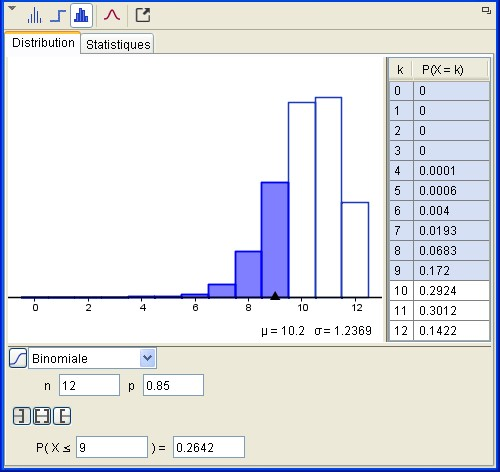 Distribution Statistiques
k P(X = k)
0 0
1 0
2 0
3 0
4 0.0001
5 0.0006
6 0.004
7 0.0193
8 0.0683
9 0.172
10 0.2924
11 0.3012
12 0.1422
0 2 4 6 8 10 12
μ = 10.2 σ = 1.2369
Binomiale
n 12 p 0.85
P( X ≤ 9 ) = 0.2642